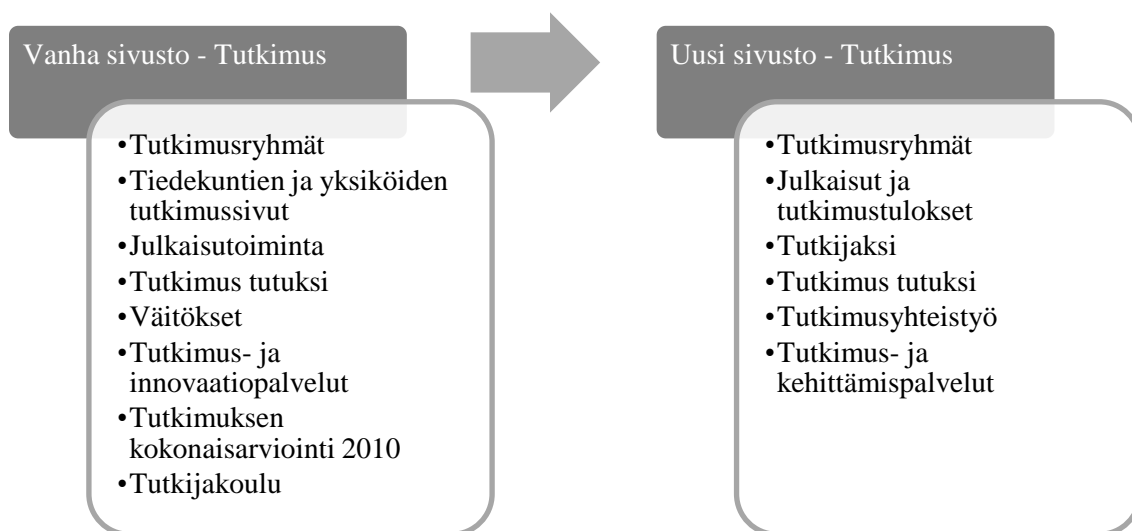 Vanha sivusto - Tutkimus
•Tutkimusryhmät
•Tiedekuntien ja yksiköiden
tutkimussivut
•Julkaisutoiminta
•Tutkimus tutuksi
•Väitökset
•Tutkimus- ja
innovaatiopalvelut
•Tutkimuksen
kokonaisarviointi 2010
•Tutkijakoulu
Uusi sivusto - Tutkimus
•Tutkimusryhmät
•Julkaisut ja
tutkimustulokset
•Tutkijaksi
•Tutkimus tutuksi
•Tutkimusyhteistyö
•Tutkimus- ja
kehittämispalvelut